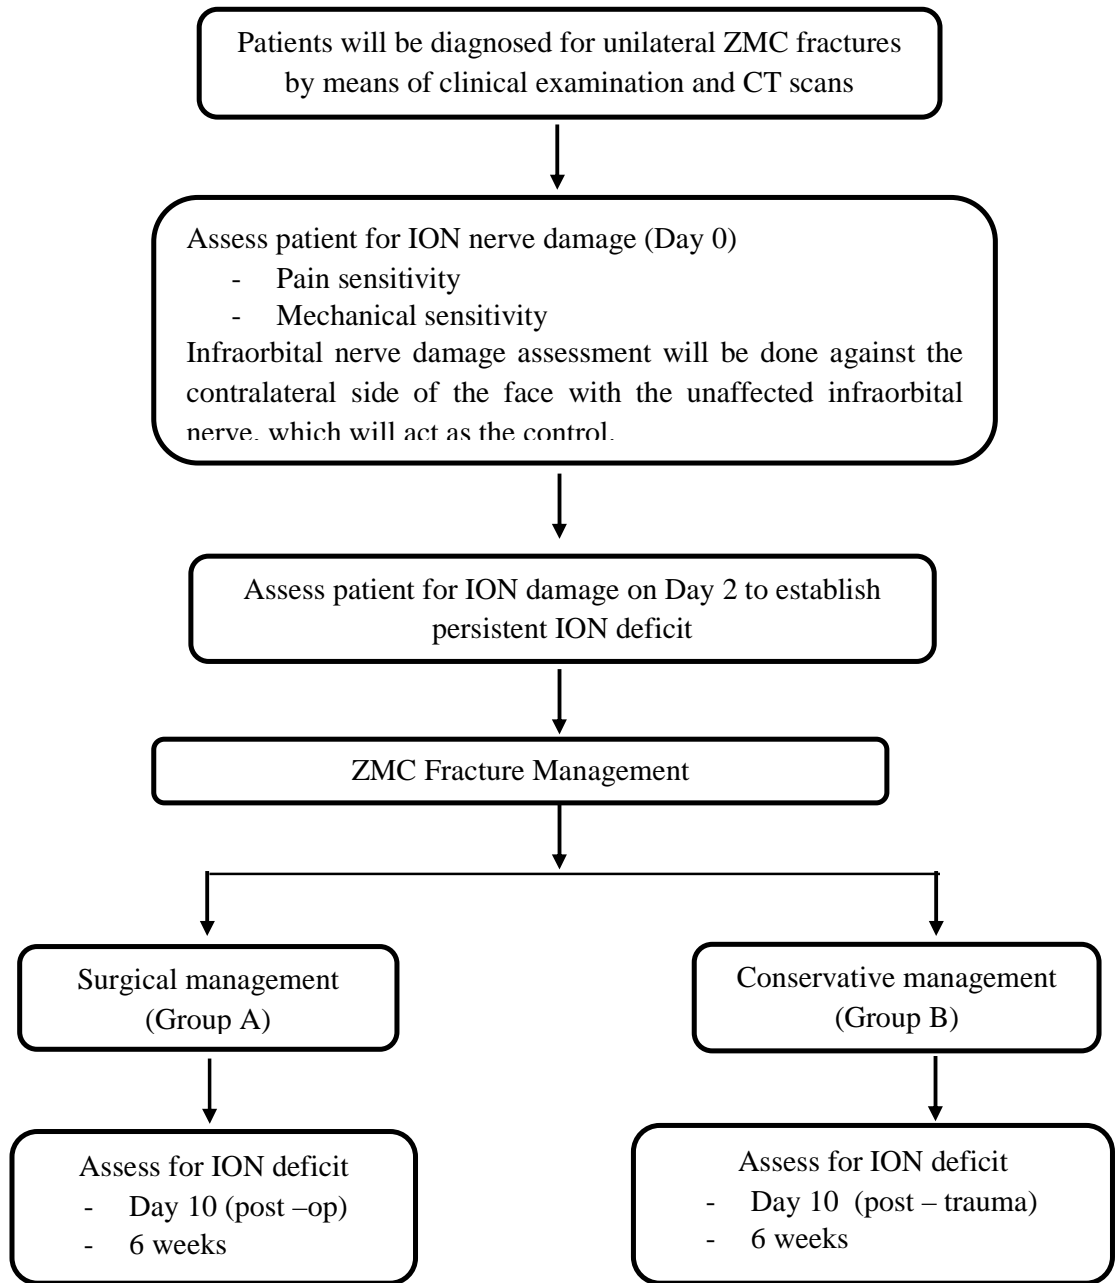 Patients will be diagnosed for unilateral ZMC fractures
by means of clinical examination and CT scans
Assess patient for ION nerve damage (Day 0)
- Pain sensitivity
- Mechanical sensitivity
Infraorbital nerve damage assessment will be done against the
contralateral side of the face with the unaffected infraorbital
nerve, which will act as the control.
Assess patient for ION damage on Day 2 to establish
persistent ION deficit
ZMC Fracture Management
Surgical management
(Group A)
Conservative management
(Group B)
Assess for ION deficit
- Day 10 (post –op)
- 6 weeks
Assess for ION deficit
- Day 10 (post – trauma)
- 6 weeks